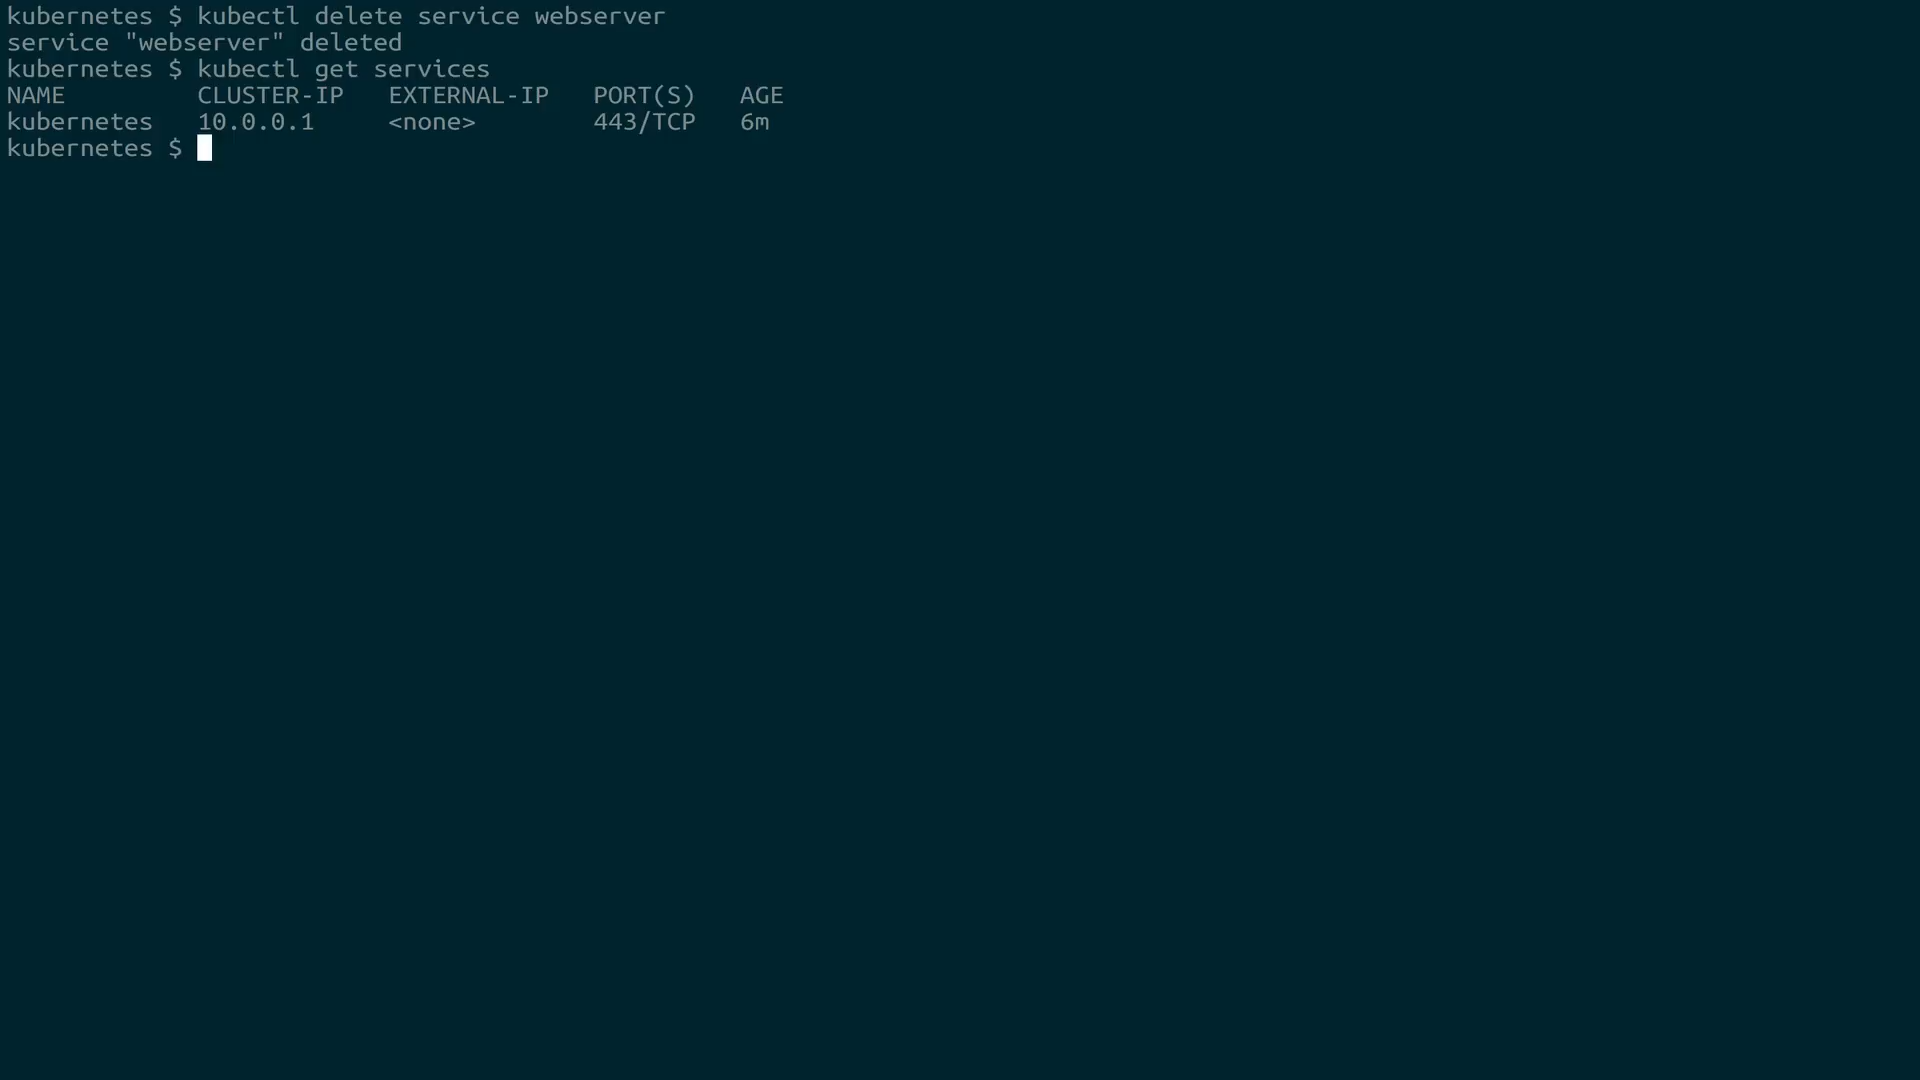 kubernetes $ kubectl delete service webserver
service "webserver" deleted
kubernetes $ kubectl get services
NAME         CLUSTER-IP   EXTERNAL-IP   PORT(S)   AGE
kubernetes   10.0.0.1     <none>        443/TCP   6m
kubernetes $